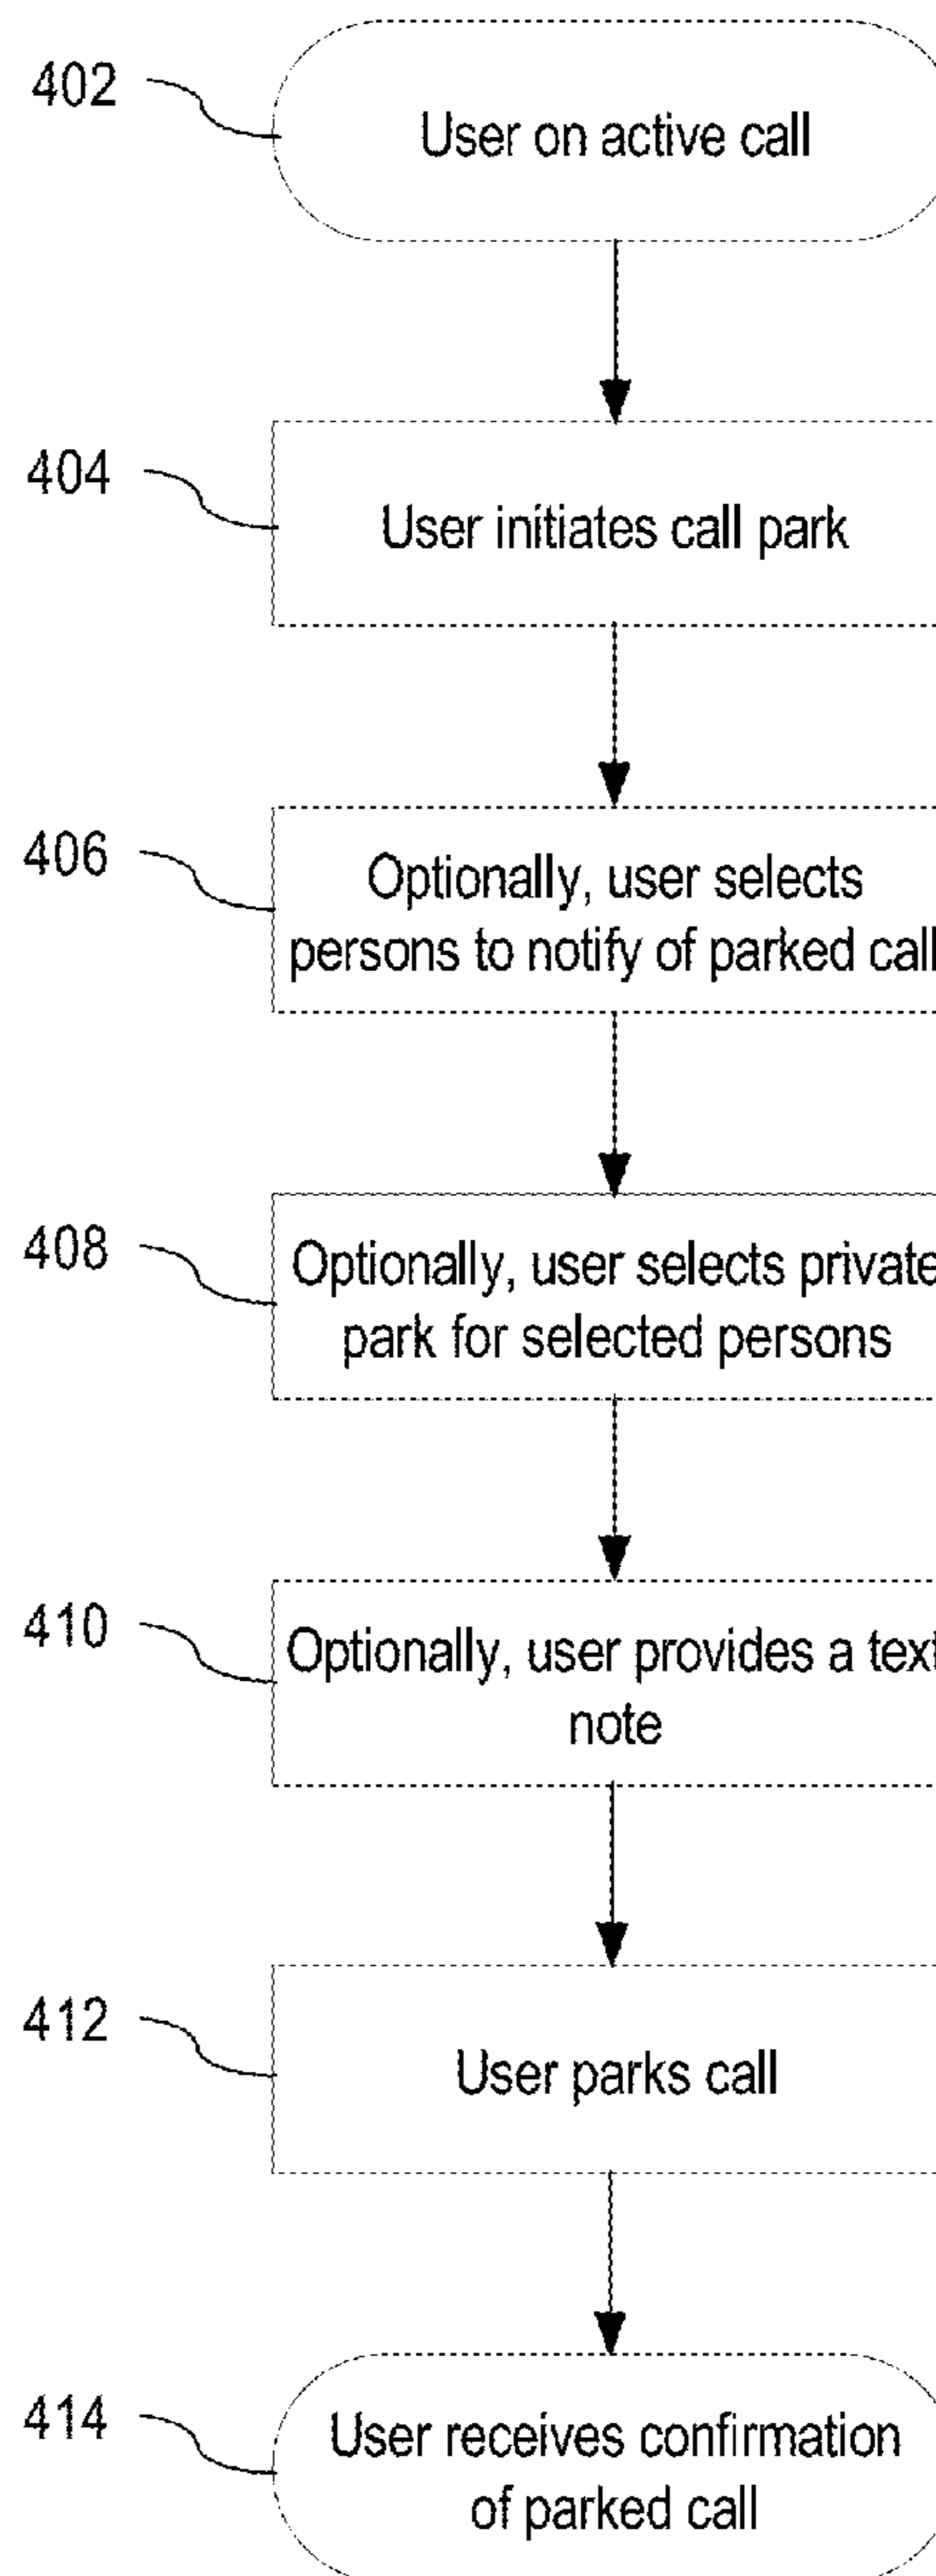 402
User on active call
404
User initiates call park
406
Optionally, user selects
persons to notify of parked call
408
Optionally, user selects private
park for selected persons
410
Optionally, user provides a text
note
412
User parks call
414
User receives confirmation
of parked call